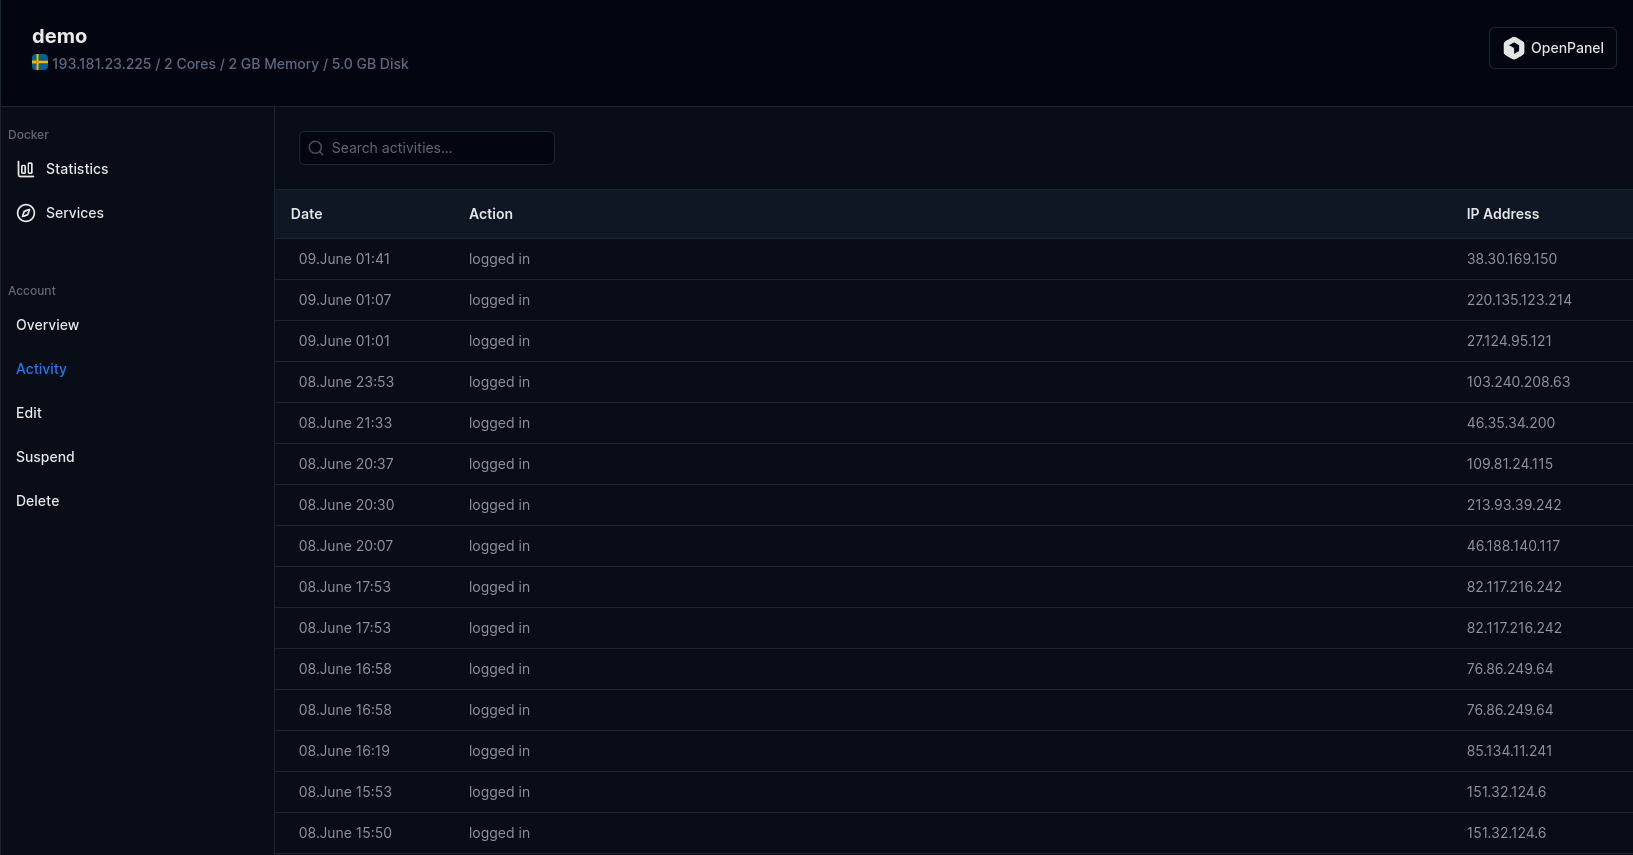 demo
193.181.23.225 / 2 Cores / 2 GB Memory / 5.0 GB Disk
OpenPanel
Docker
Statistics
Services
Account
Overview
Activity
Edit
Suspend
Delete
Search activities...
Date Action IP Address
09.June 01:41 logged in 38.30.169.150
09.June 01:07 logged in 220.135.123.214
09.June 01:01 logged in 27.124.95.121
08.June 23:53 logged in 103.240.208.63
08.June 21:33 logged in 46.35.34.200
08.June 20:37 logged in 109.81.24.115
08.June 20:30 logged in 213.93.39.242
08.June 20:07 logged in 46.188.140.117
08.June 17:53 logged in 82.117.216.242
08.June 17:53 logged in 82.117.216.242
08.June 16:58 logged in 76.86.249.64
08.June 16:58 logged in 76.86.249.64
08.June 16:19 logged in 85.134.11.241
08.June 15:53 logged in 151.32.124.6
08.June 15:50 logged in 151.32.124.6